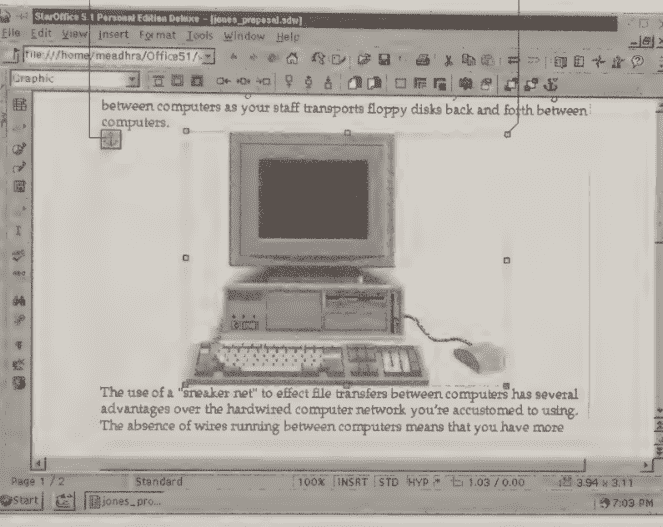 StarOffice 5.1 Personal Edition Deluxe - [jones_proposal.sdw]
File Edit View Insert Format Tools Window Help
file:///home/meadhra/Office51/
Graphic
between computers as your staff transports floppy disks back and forth between
computers.
The use of a "sneaker net" to effect file transfers between computers has several
advantages over the hardwired computer network you're accustomed to using.
The absence of wires running between computers means that you have more
Page 1 / 2 Standard 100% INSRT STD HYP * 1.03 / 0.00 3.94 x 3.11
Start jones_pro... 7:03 PM